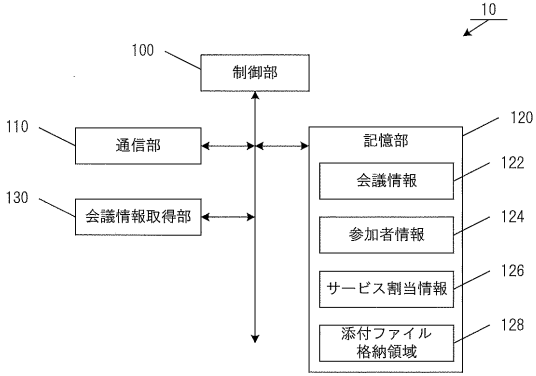 10
100
制御部
110
通信部
130
会議情報取得部
120
記憶部
122
会議情報
124
参加者情報
126
サービス割当情報
128
添付ファイル
格納領域